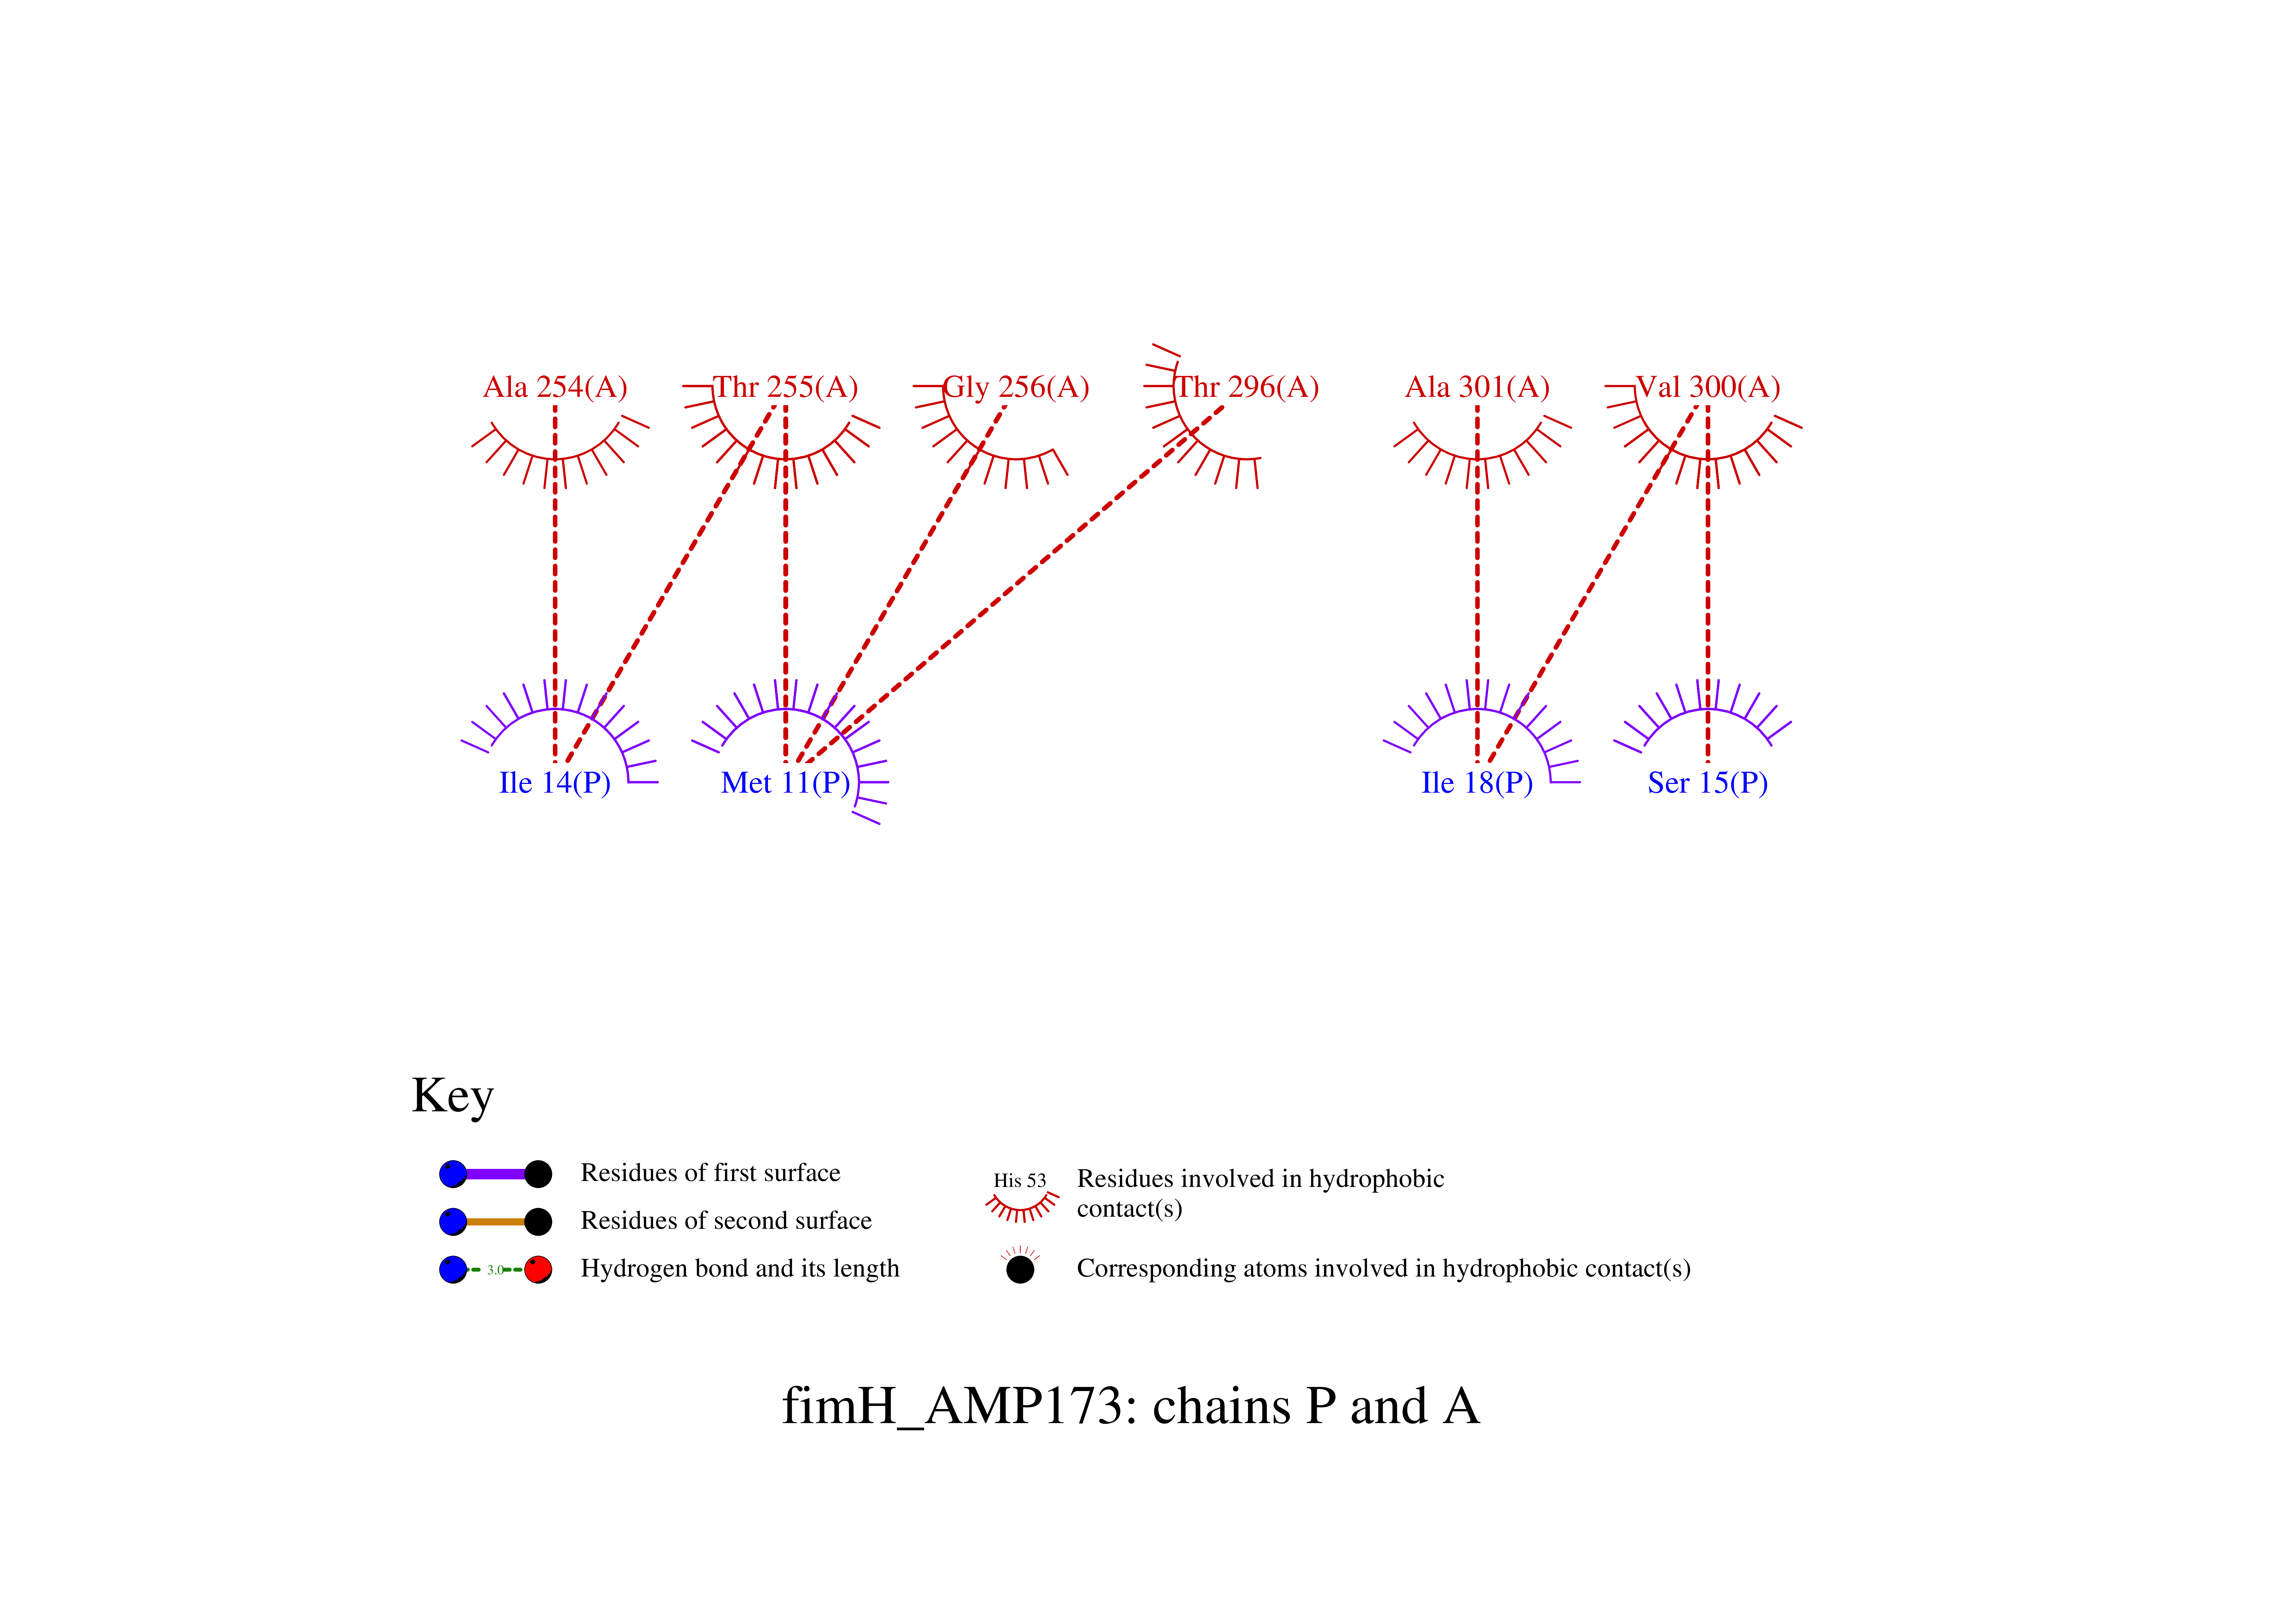 Ala 254(A) Thr 255(A) Gly 256(A) Thr 296(A) Ala 301(A) Val 300(A)
Ile 14(P) Met 11(P) Ile 18(P) Ser 15(P)
Key
Residues of first surface
Residues of second surface
3.0 Hydrogen bond and its length
His 53 Residues involved in hydrophobic
contact(s)
Corresponding atoms involved in hydrophobic contact(s)
fimH_AMP173: chains P and A